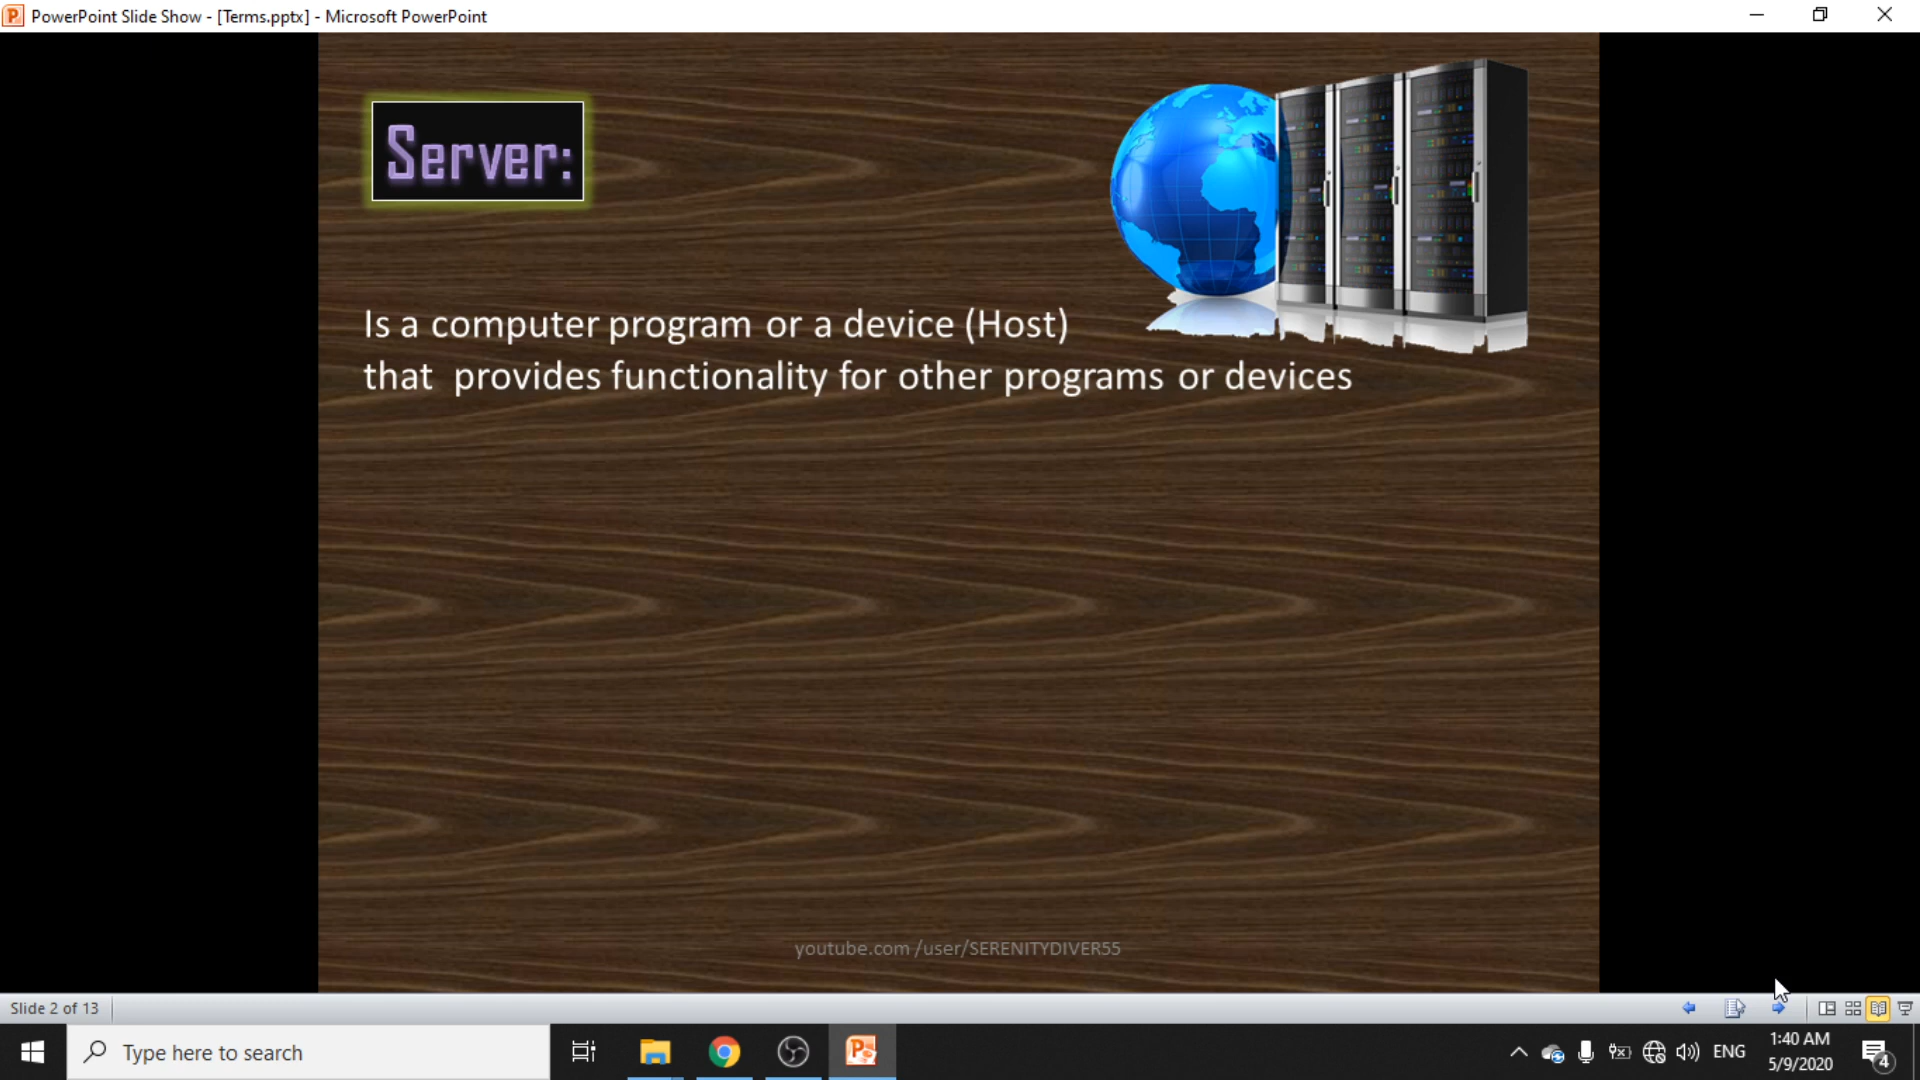 PowerPoint Slide Show - [Terms.pptx] - Microsoft PowerPoint
Server:
Is a computer program or a device (Host)
that provides functionality for other programs or devices
youtube.com /user/SERENITYDIVER55
Slide 2 of 13
Type here to search
ENG
1:40 AM
5/9/2020
4